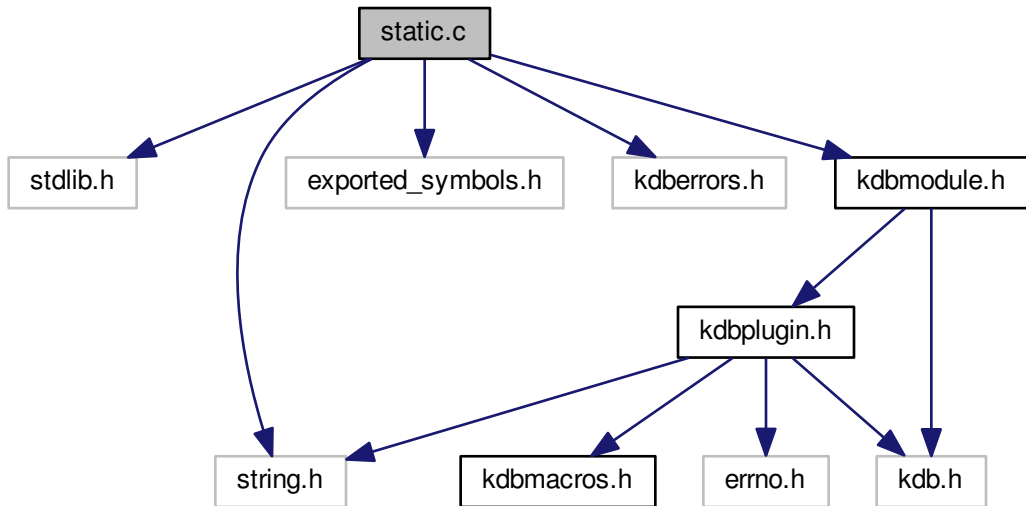 static.c
stdlib.h
exported_symbols.h
kdberrors.h
kdbmodule.h
kdbplugin.h
string.h
kdbmacros.h
errno.h
kdb.h